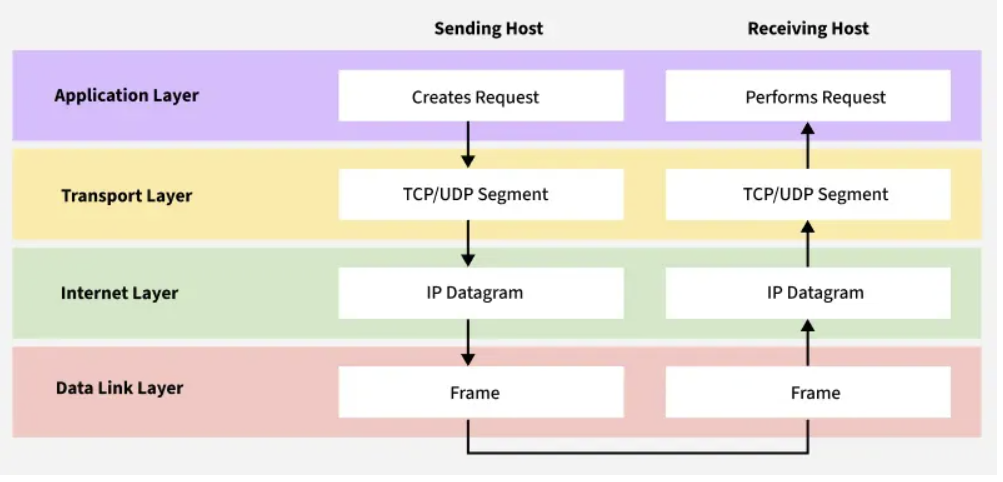 Sending Host
Receiving Host
Application Layer
Creates Request
Performs Request
Transport Layer
TCP/UDP Segment
TCP/UDP Segment
Internet Layer
IP Datagram
IP Datagram
Data Link Layer
Frame
Frame